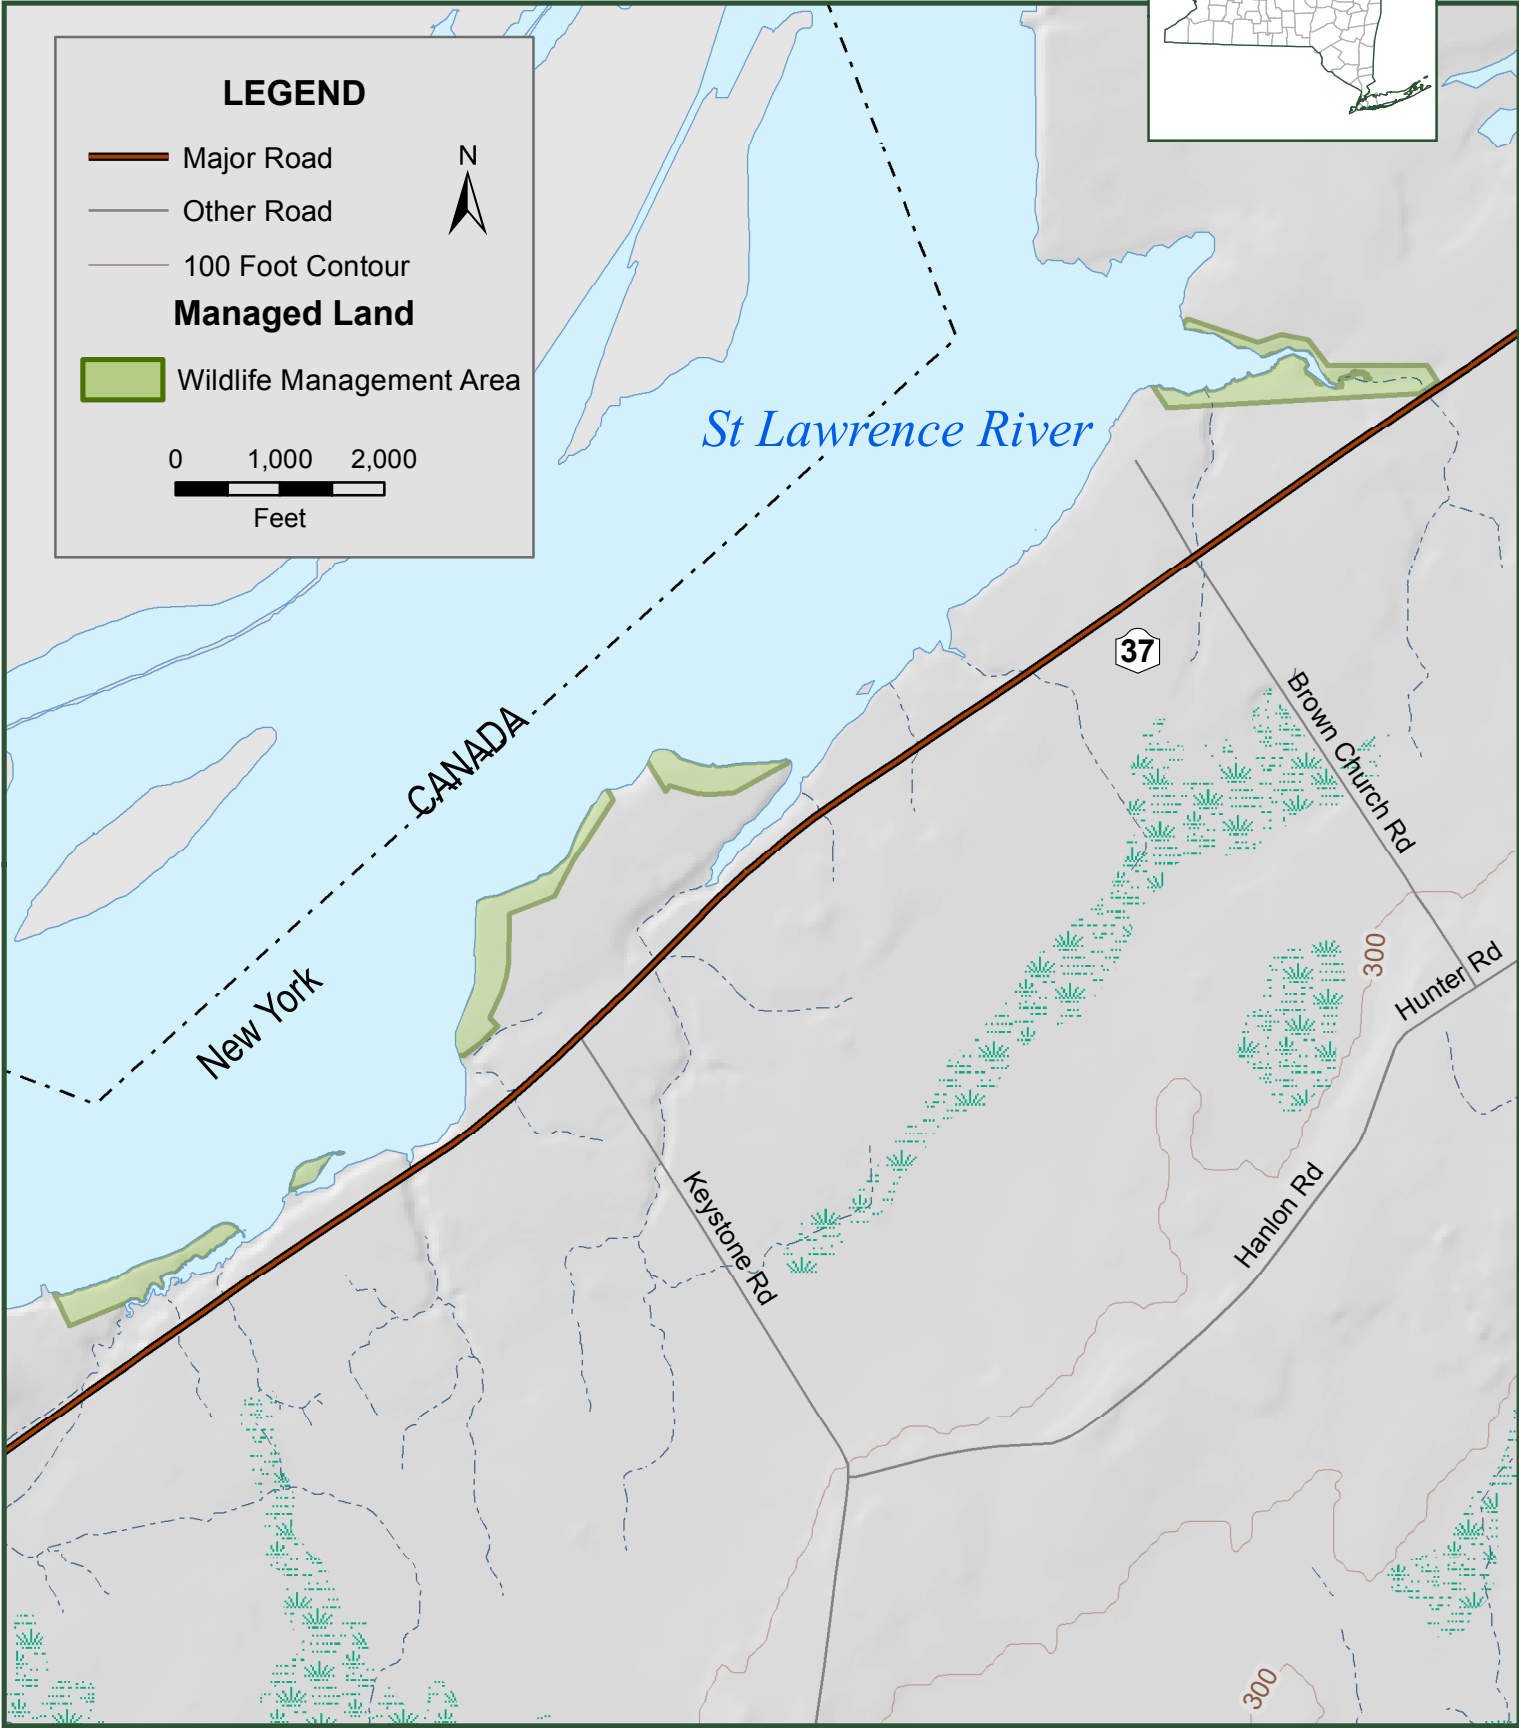 LEGEND
Major Road
N
Other Road
100 Foot Contour
Managed Land
Wildlife Management Area
0 1,000 2,000
Feet
St Lawrence River
37
Brown Church Rd
CANADA
New York
300
Hunter Rd
Hanlon Rd
Keystone Rd
300